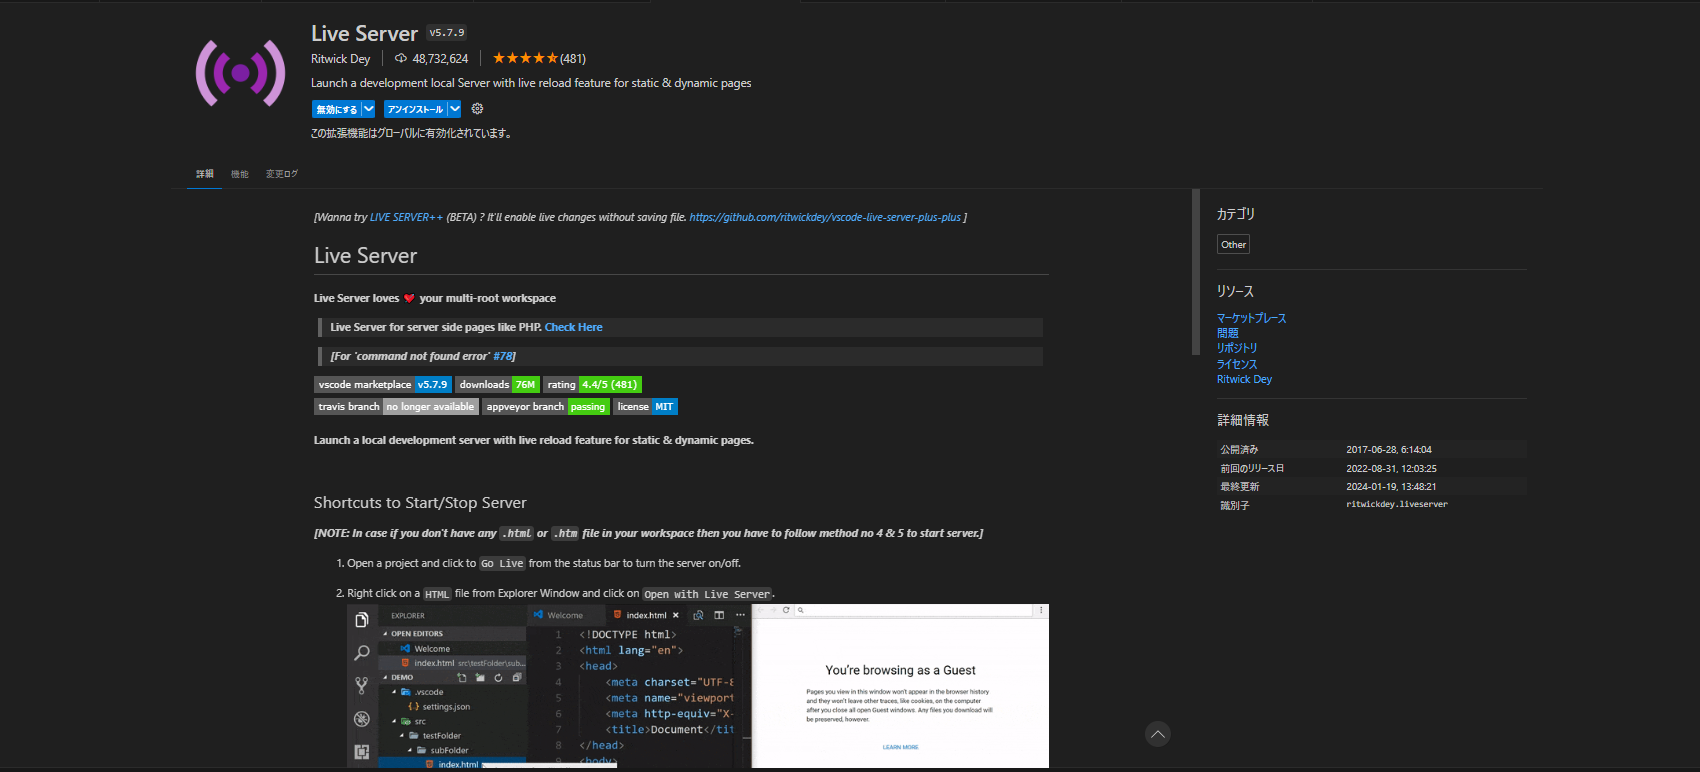 Live Server v5.7.9
Ritwick Dey 48,732,624 (481)
Launch a development local Server with live reload feature for static & dynamic pages
無効にする アンインストール
この拡張機能はグローバルに有効化されています。
詳細 機能 変更ログ
[Wanna try LIVE SERVER++ (BETA) ? It'll enable live changes without saving file. https://github.com/ritwickdey/vscode-live-server-plus-plus ]
Live Server
Live Server loves your multi-root workspace
Live Server for server side pages like PHP. Check Here
[For 'command not found error' #78]
vscode marketplace v5.7.9 downloads 76M rating 4.4/5 (481)
travis branch no longer available appveyor branch passing license MIT
Launch a local development server with live reload feature for static & dynamic pages.
Shortcuts to Start/Stop Server
[NOTE: In case if you don't have any .html or .htm file in your workspace then you have to follow method no 4 & 5 to start server.]
1. Open a project and click to Go Live from the status bar to turn the server on/off.
2. Right click on a HTML file from Explorer Window and click on Open with Live Server.
EXPLORER
OPEN EDITORS
Welcome
index.html src\testFolder\sub...
DEMO
.vscode
settings.json
src
testFolder
subFolder
index.html
Welcome index.html
1 <!DOCTYPE html>
2 <html lang="en">
3 <head>
4 <meta charset="UTF-8
5 <meta name="viewport
6 <meta http-equiv="X-
7 <title>Document</tit
8 </head>
9 <body>
You're browsing as a Guest
Pages you view in this window won't appear in the browser history
and they won't leave other traces, like cookies, on the computer
after you close all open Guest windows. Any files you download will
be preserved, however.
LEARN MORE
カテゴリ
Other
リソース
マーケットプレース
問題
リポジトリ
ライセンス
Ritwick Dey
詳細情報
公開済み 2017-06-28, 6:14:04
前回のリリース日 2022-08-31, 12:03:25
最終更新 2024-01-19, 13:48:21
識別子 ritwickdey.liveserver